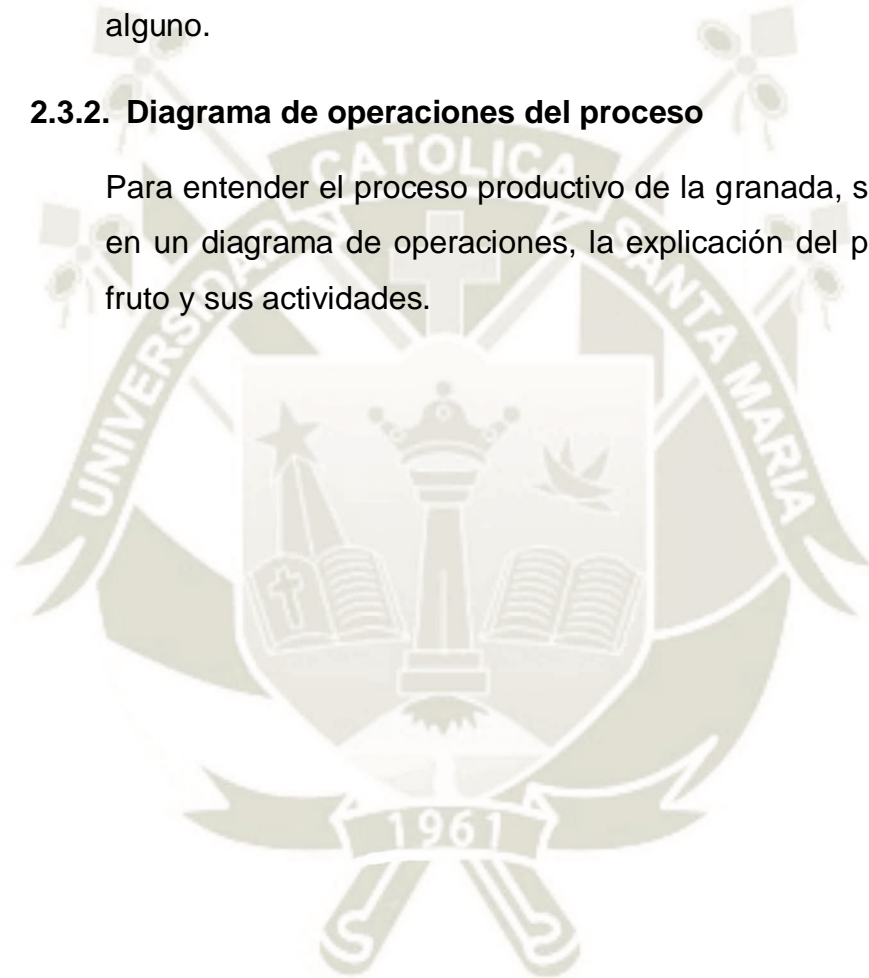 alguno.
2.3.2. Diagrama de operaciones del proceso
Para entender el proceso productivo de la granada, s
en un diagrama de operaciones, la explicación del p
fruto y sus actividades.
UNIVERSIDAD CATOLICA SANTA MARIA
1961